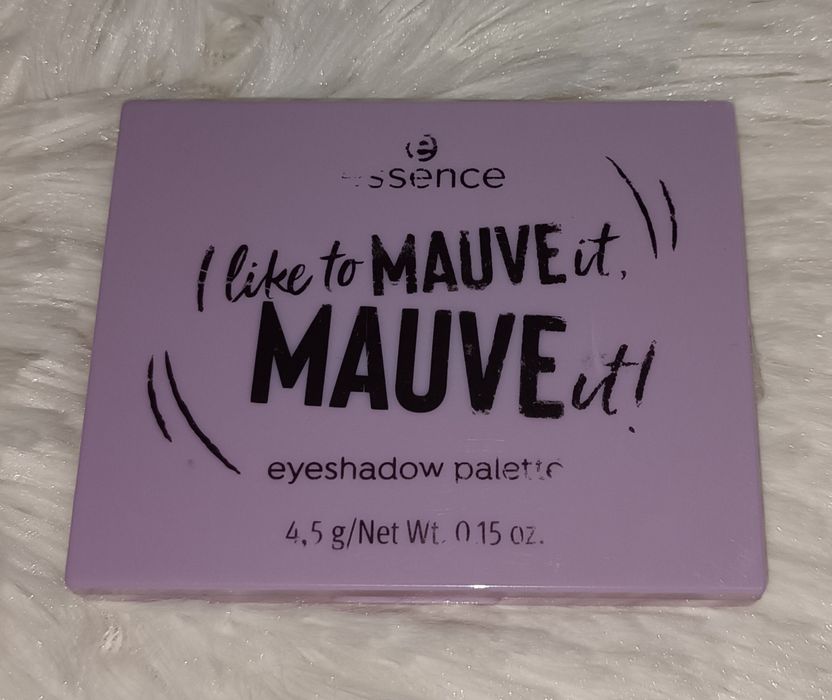 e
essence
I like to MAUVE it,
MAUVE it!
eyeshadow palette
4,5 g/Net Wt. 0.15 oz.